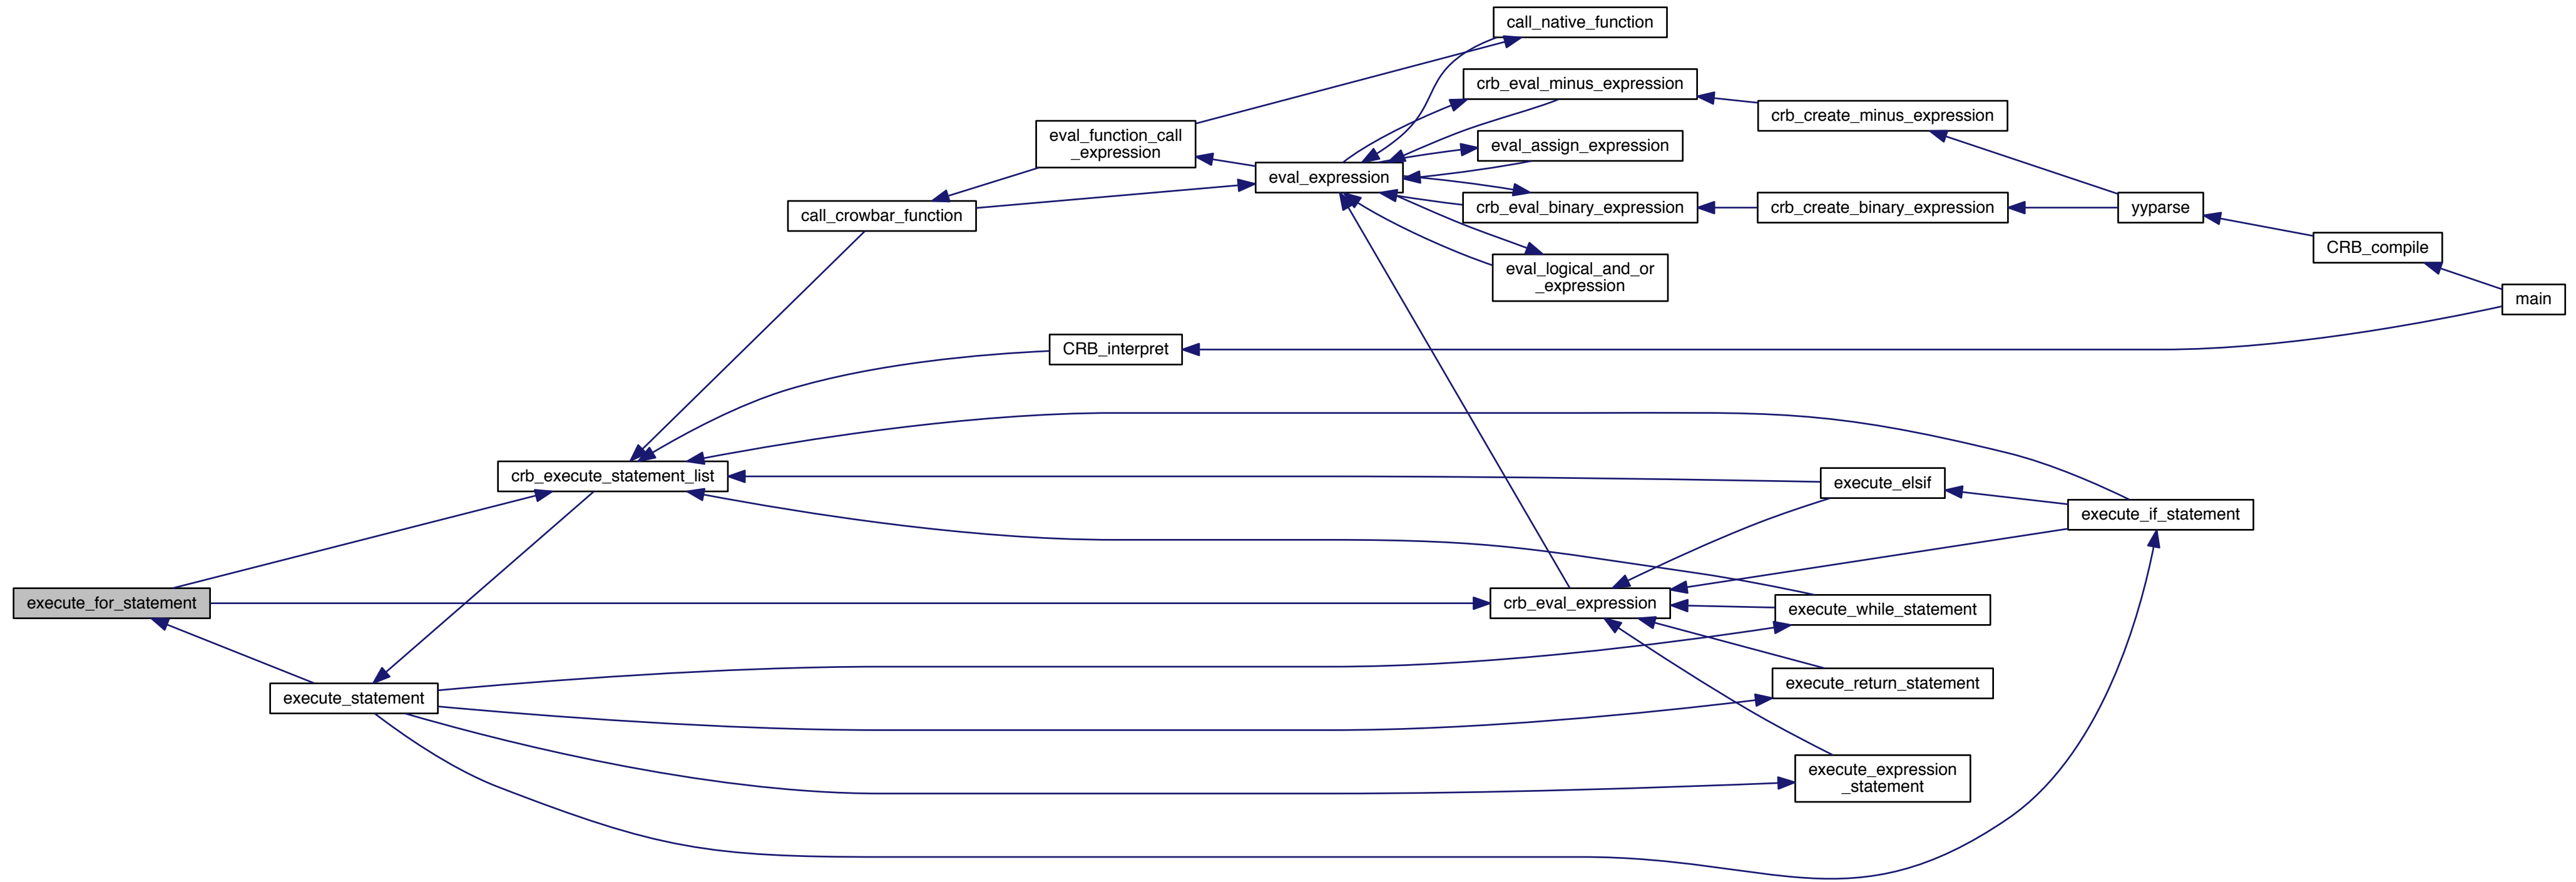 call_native_function
crb_eval_minus_expression
crb_create_minus_expression
eval_function_call
_expression
eval_assign_expression
eval_expression
call_crowbar_function
crb_eval_binary_expression
crb_create_binary_expression
yyparse
CRB_compile
eval_logical_and_or
_expression
main
CRB_interpret
crb_execute_statement_list
execute_elsif
execute_if_statement
execute_for_statement
crb_eval_expression
execute_while_statement
execute_statement
execute_return_statement
execute_expression
_statement